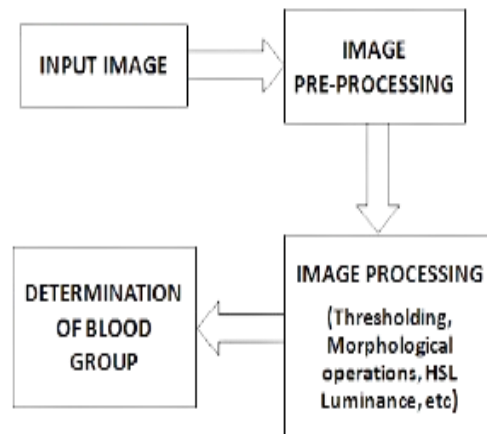 INPUT IMAGE
IMAGE
PRE-PROCESSING
IMAGE PROCESSING
(Thresholding,
Morphological
operations, HSL
Luminance, etc)
DETERMINATION
OF BLOOD
GROUP